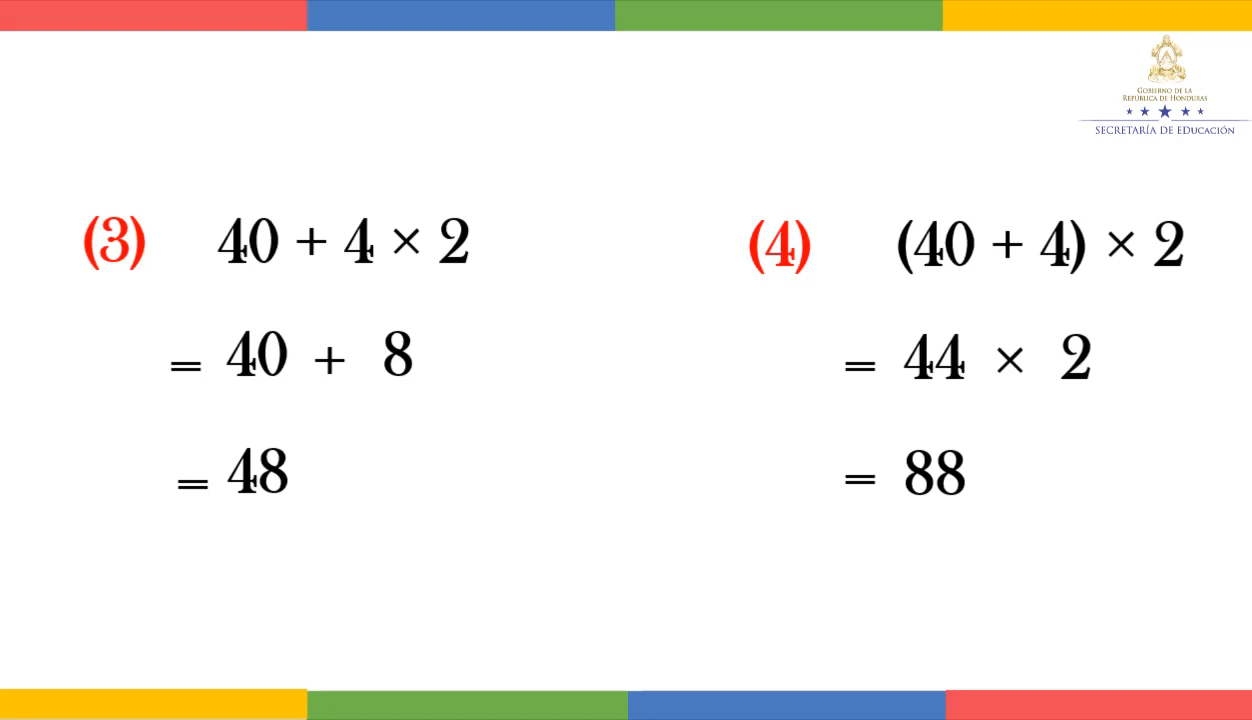 GOBIERNO DE LA
REPÚBLICA DE HONDURAS
SECRETARÍA DE EDUCACIÓN
(3) 40 + 4 × 2
= 40 + 8
= 48
(4) (40 + 4) × 2
= 44 × 2
= 88